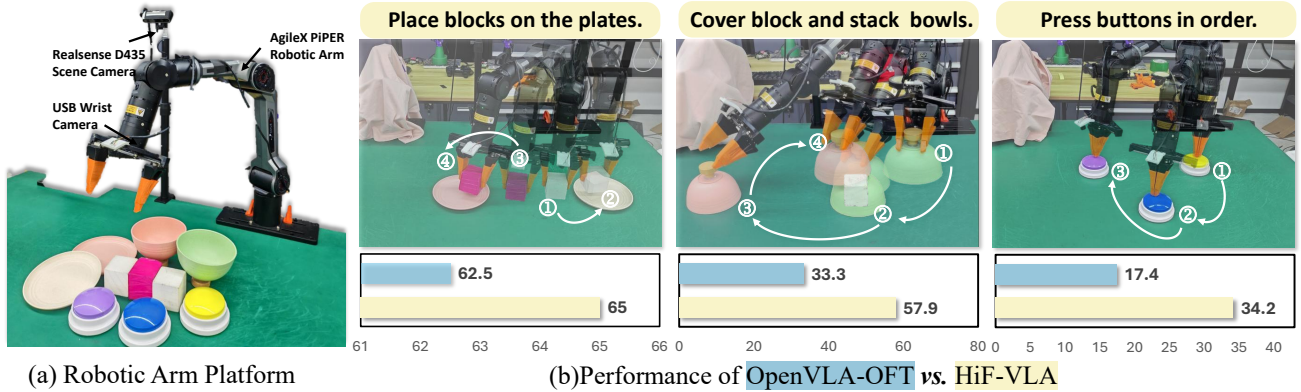 Realsense D435
Scene Camera
AgileX PiPER
Robotic Arm
USB Wrist
Camera
(a) Robotic Arm Platform
Place blocks on the plates.
④
③
①
②
62.5
65
61 62 63 64 65 66
Cover block and stack bowls.
④
①
③
②
33.3
57.9
0 20 40 60 80
Press buttons in order.
③
①
②
17.4
34.2
0 5 10 15 20 25 30 35 40
(b)Performance of OpenVLA-OFT vs. HiF-VLA